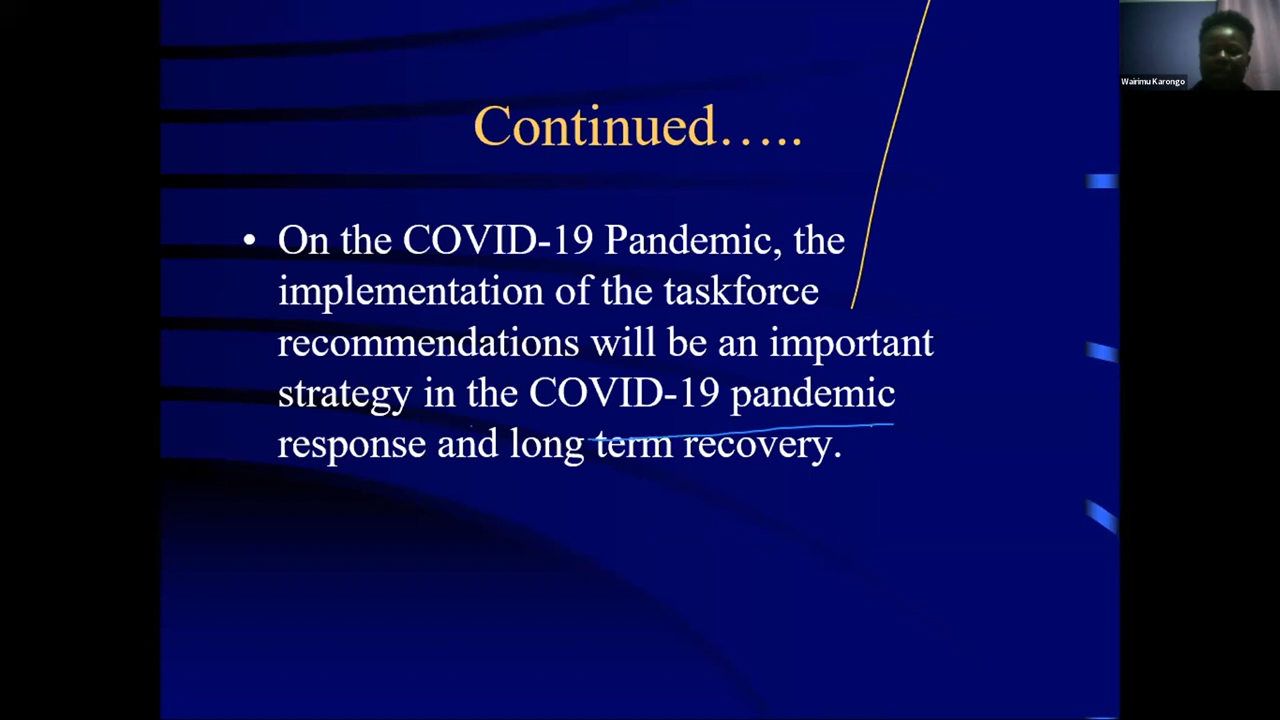 Continued…..
• On the COVID-19 Pandemic, the
implementation of the taskforce
recommendations will be an important
strategy in the COVID-19 pandemic
response and long term recovery.
Wairimu Karongo